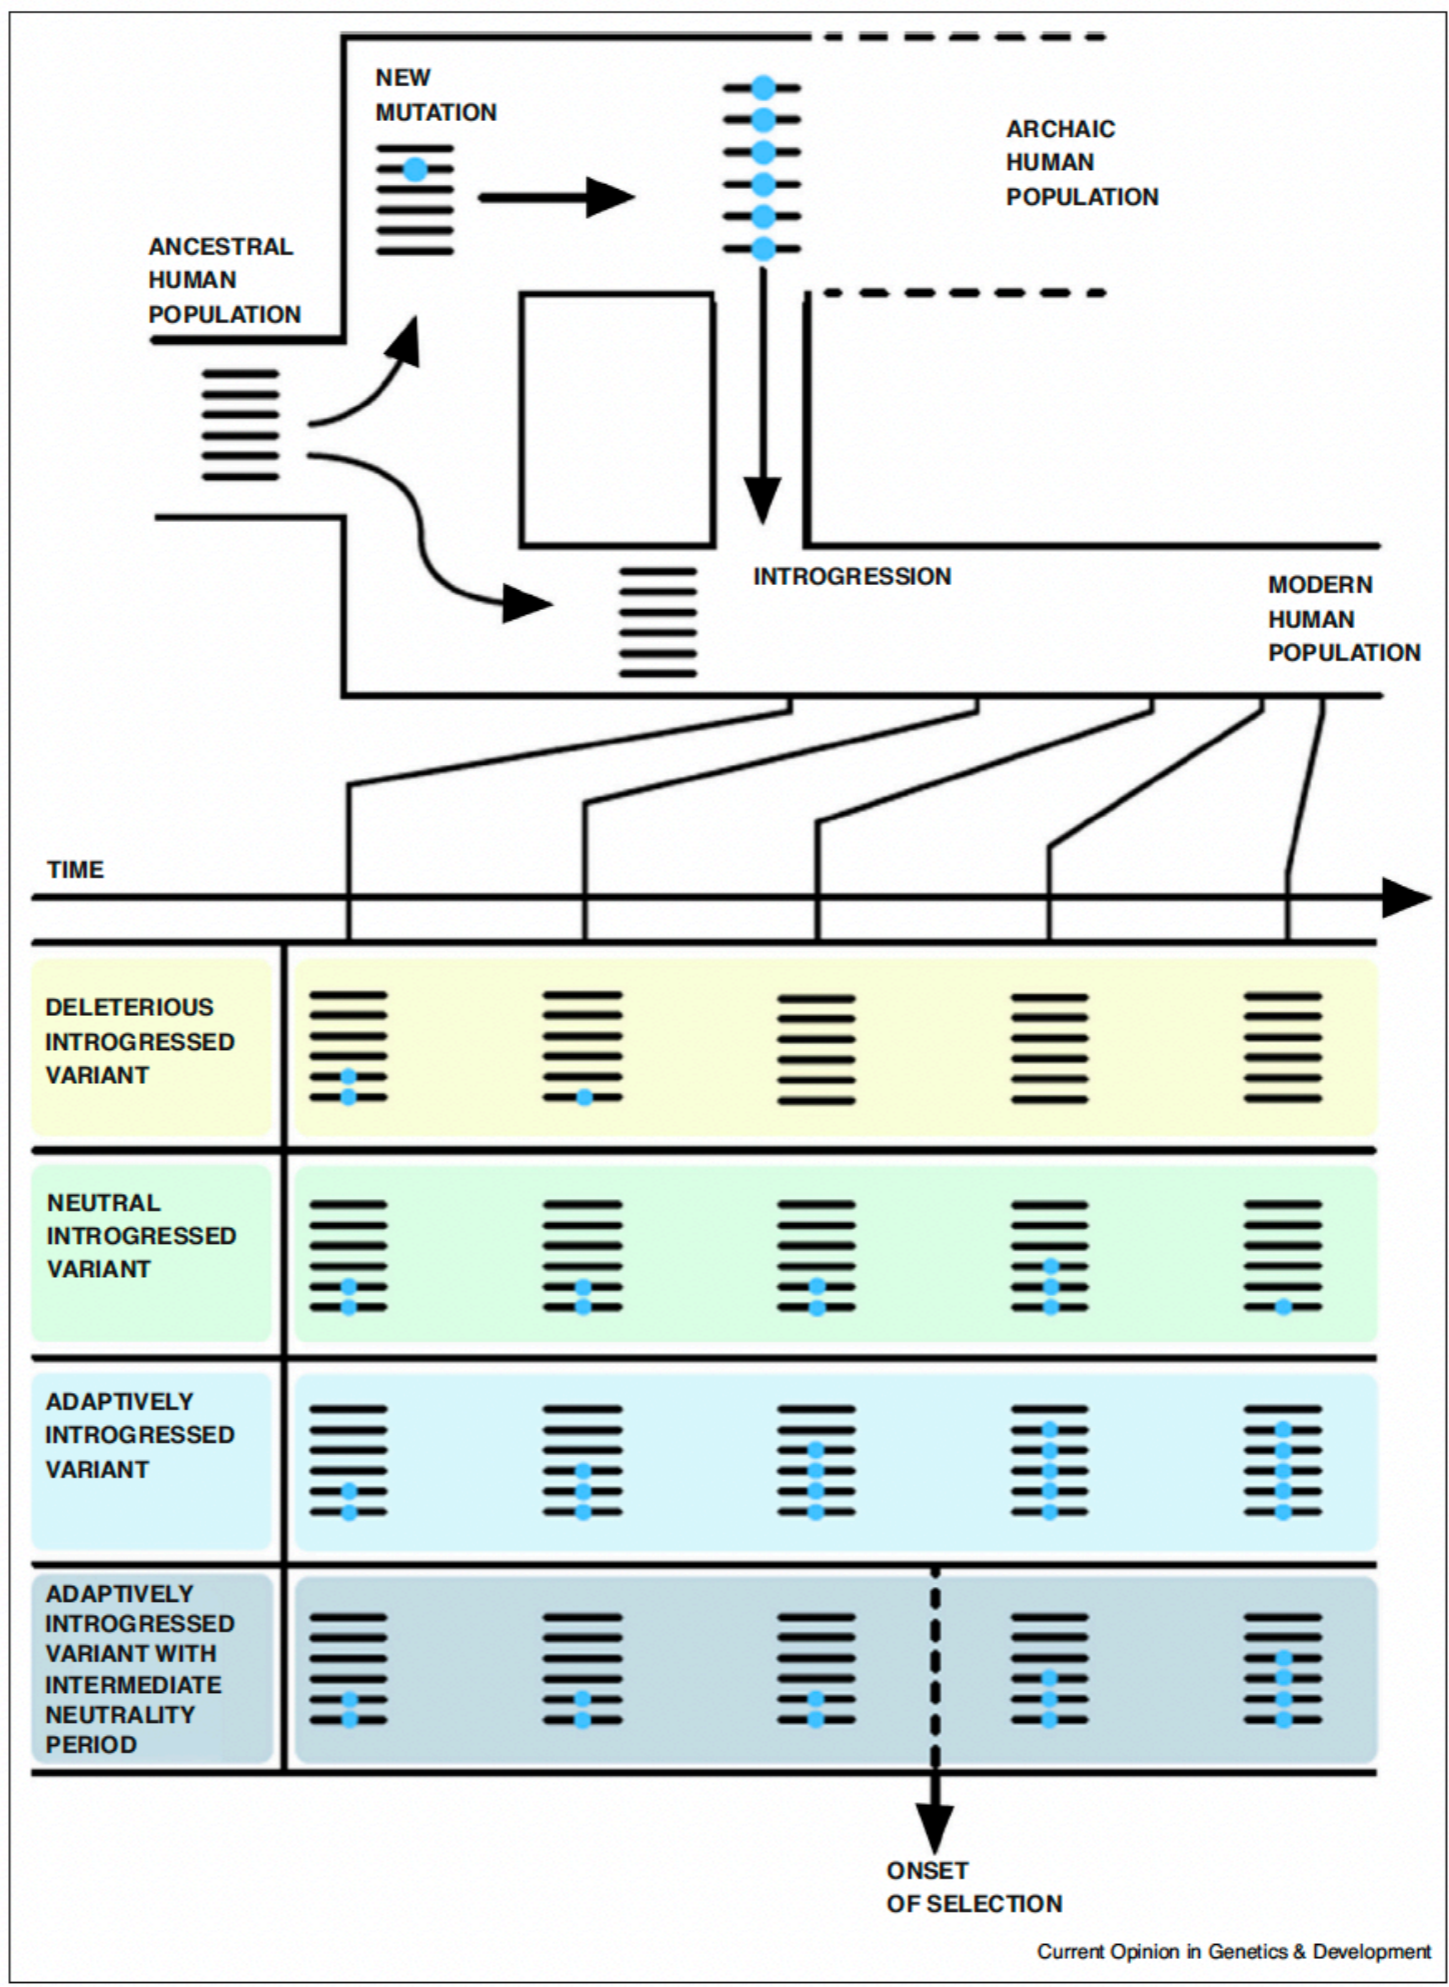 NEW
MUTATION
ARCHAIC
HUMAN
POPULATION
ANCESTRAL
HUMAN
POPULATION
INTROGRESSION
MODERN
HUMAN
POPULATION
TIME
DELETERIOUS
INTROGRESSED
VARIANT
NEUTRAL
INTROGRESSED
VARIANT
ADAPTIVELY
INTROGRESSED
VARIANT
ADAPTIVELY
INTROGRESSED
VARIANT WITH
INTERMEDIATE
NEUTRALITY
PERIOD
ONSET
OF SELECTION
Current Opinion in Genetics & Development